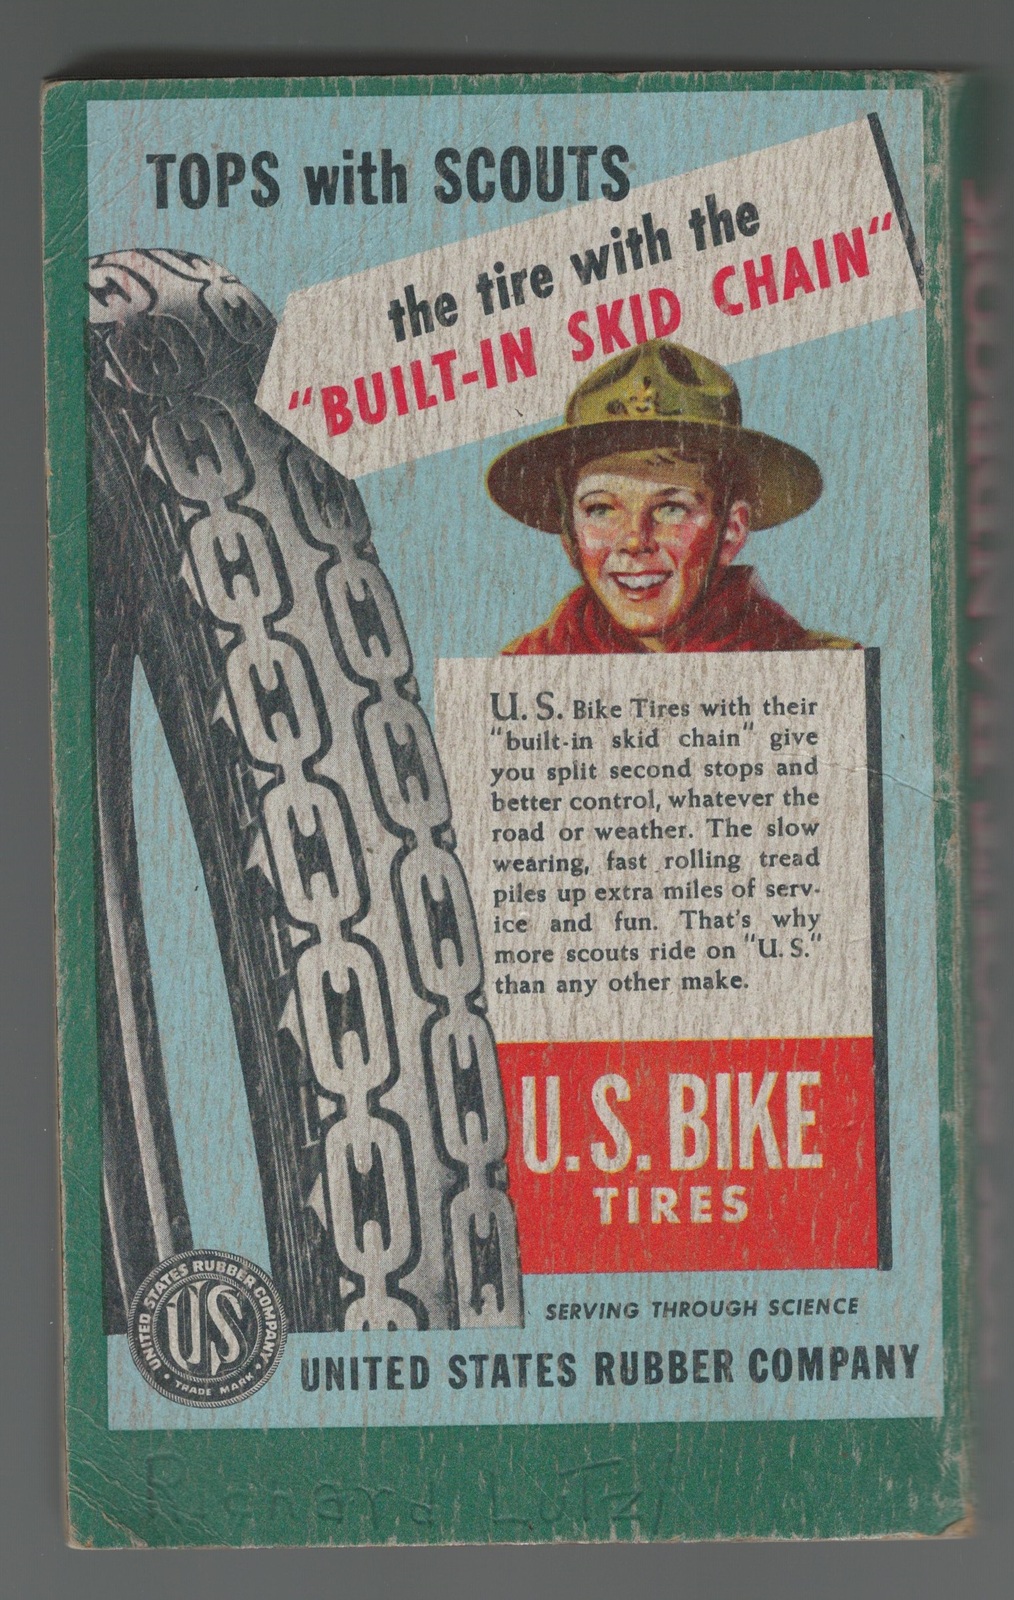 TOPS with SCOUTS
the tire with the
"BUILT-IN SKID CHAIN"
U. S. Bike Tires with their
"built-in skid chain" give
you split second stops and
better control, whatever the
road or weather. The slow
wearing, fast rolling tread
piles up extra miles of serv-
ice and fun. That's why
more scouts ride on "U. S."
than any other make.
U.S. BIKE
TIRES
SERVING THROUGH SCIENCE
UNITED STATES RUBBER COMPANY
US
TRADE MARK
UNITED STATES RUBBER COMPANY
Richard Lutz